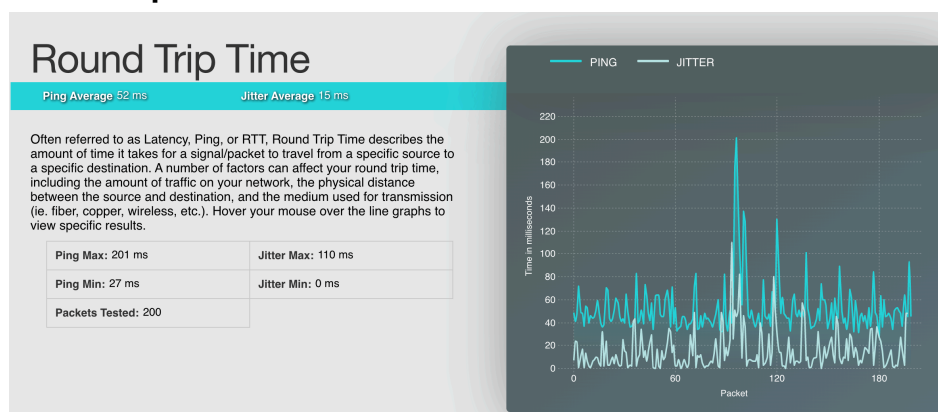 Round Trip Time
Ping Average 52 ms
Jitter Average 15 ms
Often referred to as Latency, Ping, or RTT, Round Trip Time describes the
amount of time it takes for a signal/packet to travel from a specific source to
a specific destination. A number of factors can affect your round trip time,
including the amount of traffic on your network, the physical distance
between the source and destination, and the medium used for transmission
(ie. fiber, copper, wireless, etc.). Hover your mouse over the line graphs to
view specific results.
Ping Max: 201 ms
Jitter Max: 110 ms
Ping Min: 27 ms
Jitter Min: 0 ms
Packets Tested: 200
PING
JITTER
Time in milliseconds
220
200
180
160
140
120
100
80
60
40
20
0
0
60
120
180
Packet